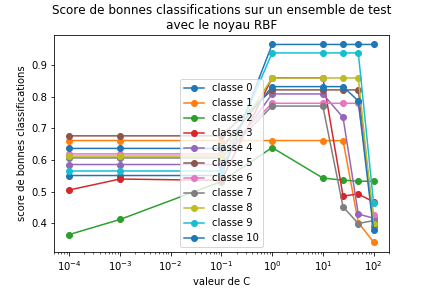 Score de bonnes classifications sur un ensemble de test
avec le noyau RBF
score de bonnes classifications
0.9
0.8
0.7
0.6
0.5
0.4
classe 0
classe 1
classe 2
classe 3
classe 4
classe 5
classe 6
classe 7
classe 8
classe 9
classe 10
10⁻⁴ 10⁻³ 10⁻² 10⁻¹ 10⁰ 10¹ 10²
valeur de C